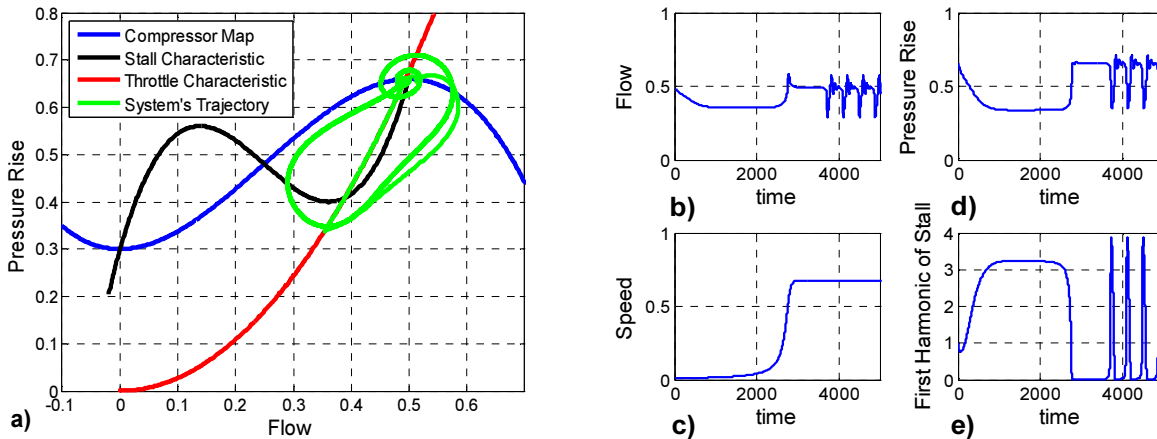 0.8
0.7
0.6
0.5
0.4
0.3
0.2
0.1
0
Pressure Rise
Compressor Map
Stall Characteristic
Throttle Characteristic
System's Trajectory
-0.1 0 0.1 0.2 0.3 0.4 0.5 0.6
Flow
a)
1
0.5
0
Flow
0 2000 4000
time
b)
1
0.5
0
Pressure Rise
0 2000 4000
time
d)
1
0.5
0
Speed
0 2000 4000
time
c)
4
3
2
1
0
First Harmonic of Stall
0 2000 4000
time
e)